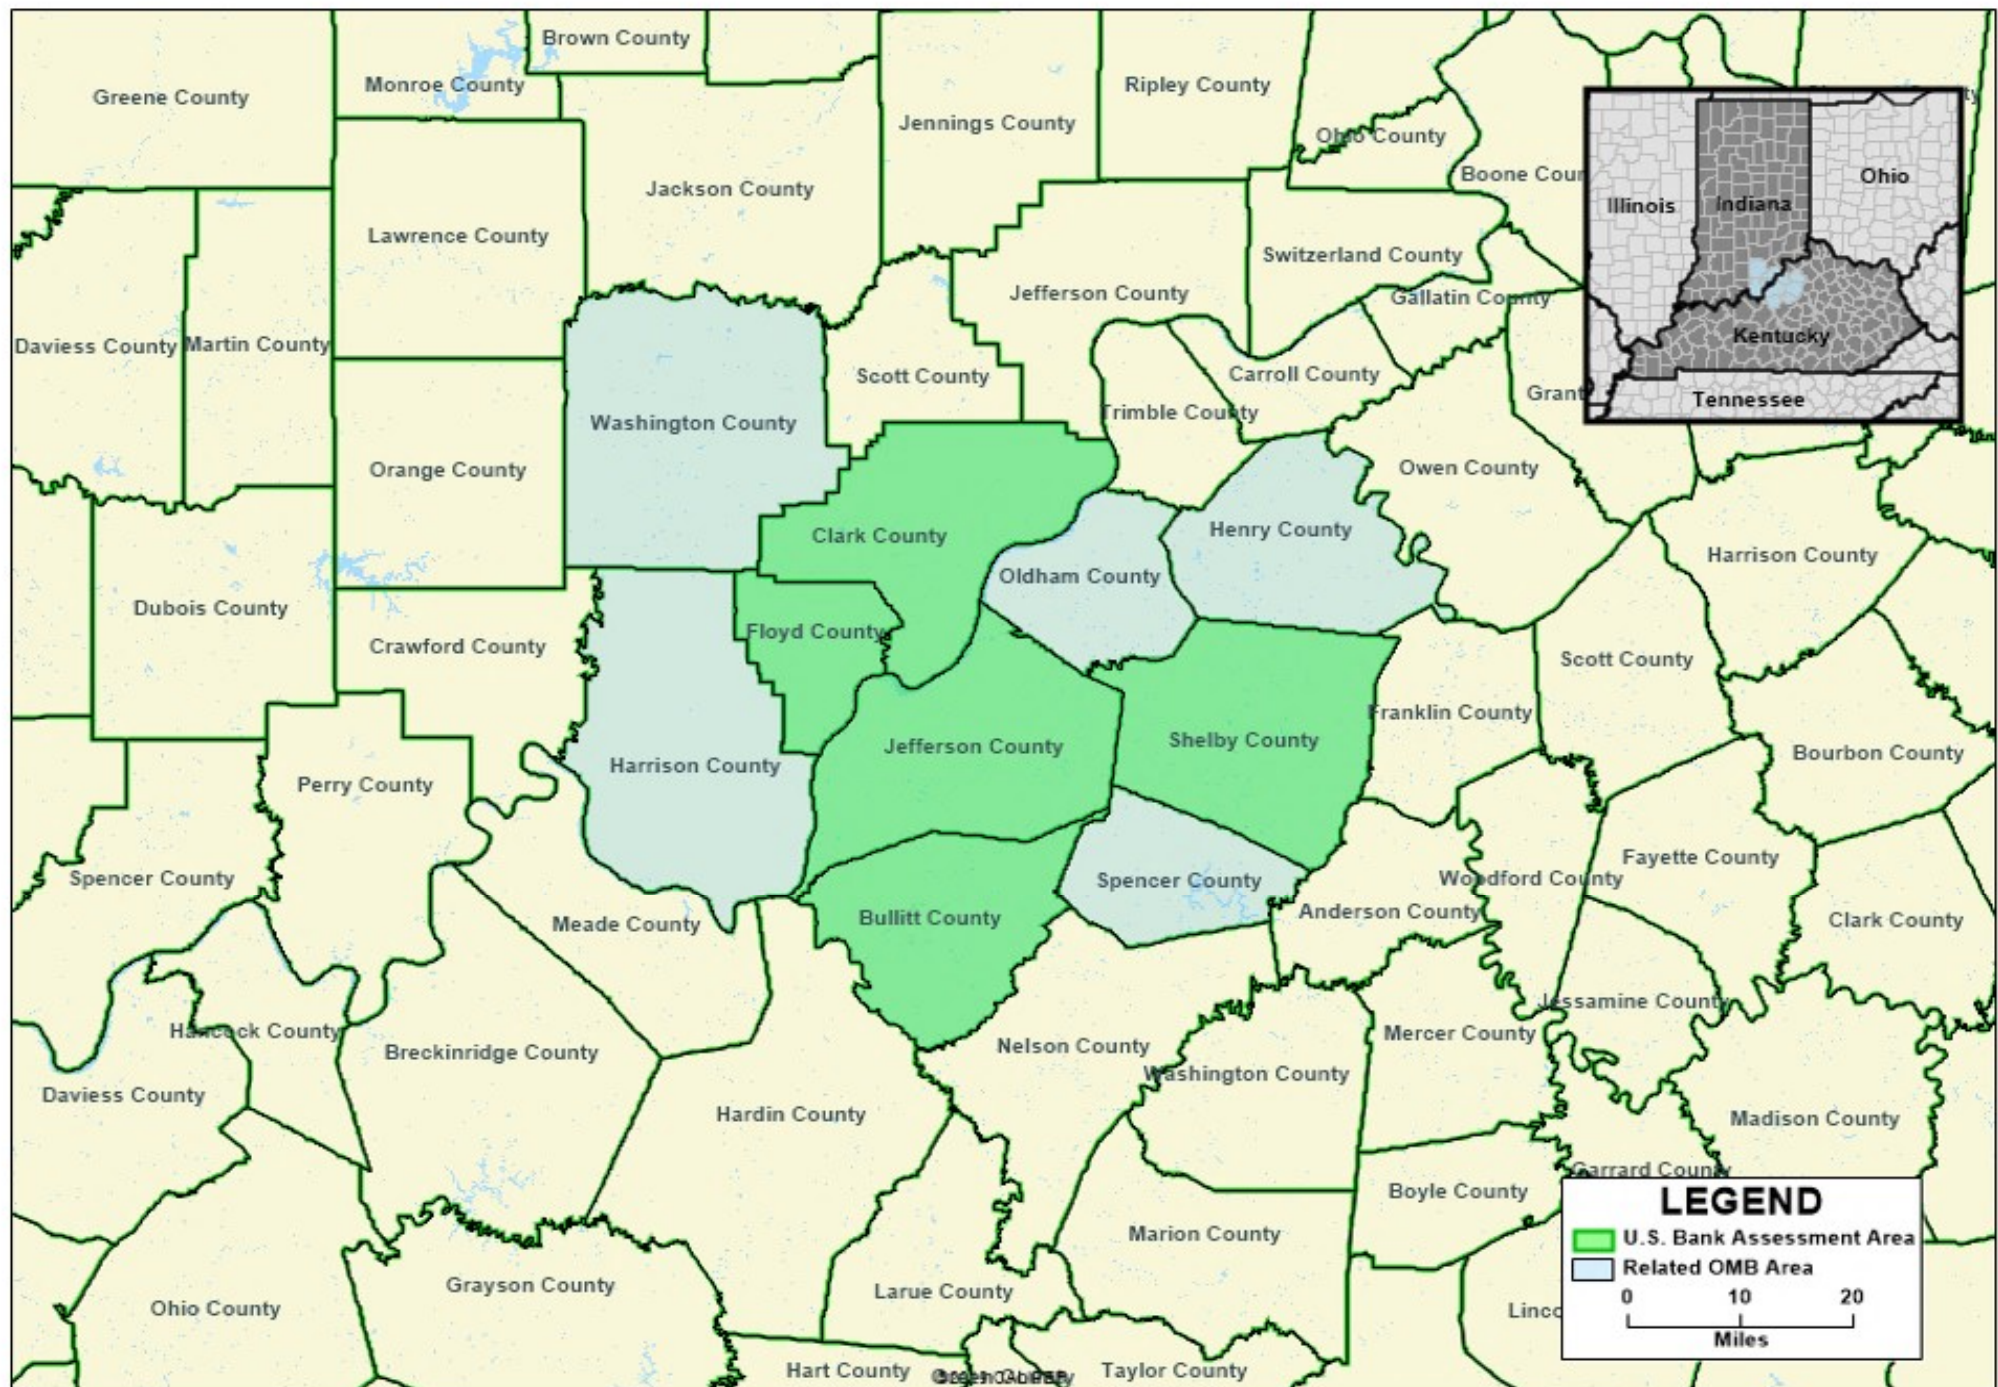 Brown County
Monroe County
Greene County
Ripley County
Jennings County
Ohio County
Boone
Jackson County
Lawrence County
Switzerland County
Jefferson County
Gallatin County
Daviess County
Martin County
Scott County
Carroll County
Grant
Trimble County
Washington County
Orange County
Owen County
Henry County
Clark County
Harrison County
Oldham County
Dubois County
Floyd County
Crawford County
Scott County
Franklin County
Shelby County
Jefferson County
Bourbon County
Harrison County
Perry County
Fayette County
Spencer County
Spencer County
Woodford County
Anderson County
Bullitt County
Clark County
Meade County
Jessamine County
Hancock County
Mercer County
Nelson County
Breckinridge County
Washington County
Daviess County
Hardin County
Madison County
Garrard County
Boyle County
Marion County
Grayson County
Larue County
Ohio County
Hart County
Taylor County
Illinois
Indiana
Ohio
Kentucky
Tennessee
LEGEND
U.S. Bank Assessment Area
Related OMB Area
0 10 20
Miles